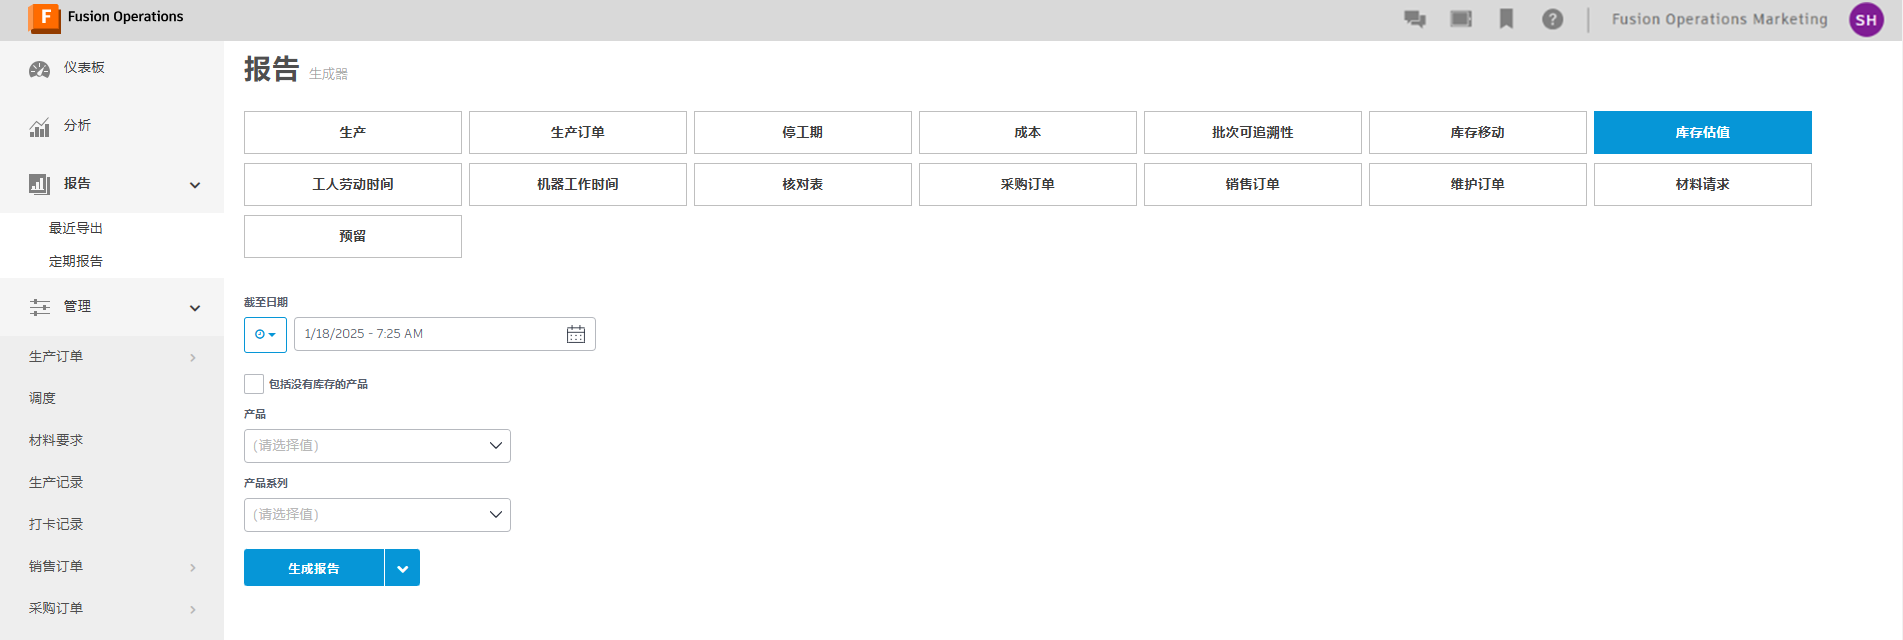 Fusion Operations
Fusion Operations Marketing
SH
仪表板
分析
报告
最近导出
定期报告
管理
生产订单
调度
材料要求
生产记录
打卡记录
销售订单
采购订单
报告 生成器
生产 生产订单 停工期 成本 批次可追溯性 库存移动 库存估值
工人劳动时间 机器工作时间 核对表 采购订单 销售订单 维护订单 材料请求
预留
截至日期
1/18/2025 - 7:25 AM
包括没有库存的产品
产品
(请选择值)
产品系列
(请选择值)
生成报告